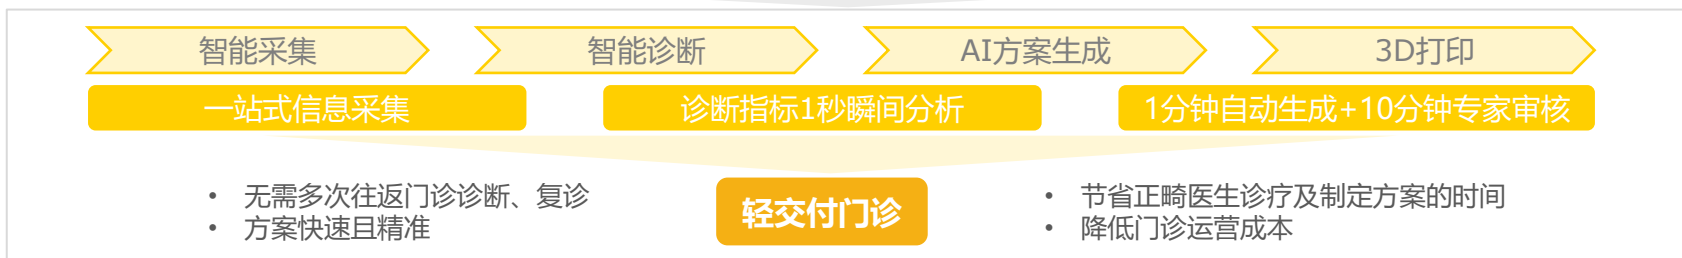 智能采集
智能诊断
AI方案生成
3D打印
一站式信息采集
诊断指标1秒瞬间分析
1分钟自动生成+10分钟专家审核
• 无需多次往返门诊诊断、复诊
• 方案快速且精准
轻交付门诊
• 节省正畸医生诊疗及制定方案的时间
• 降低门诊运营成本